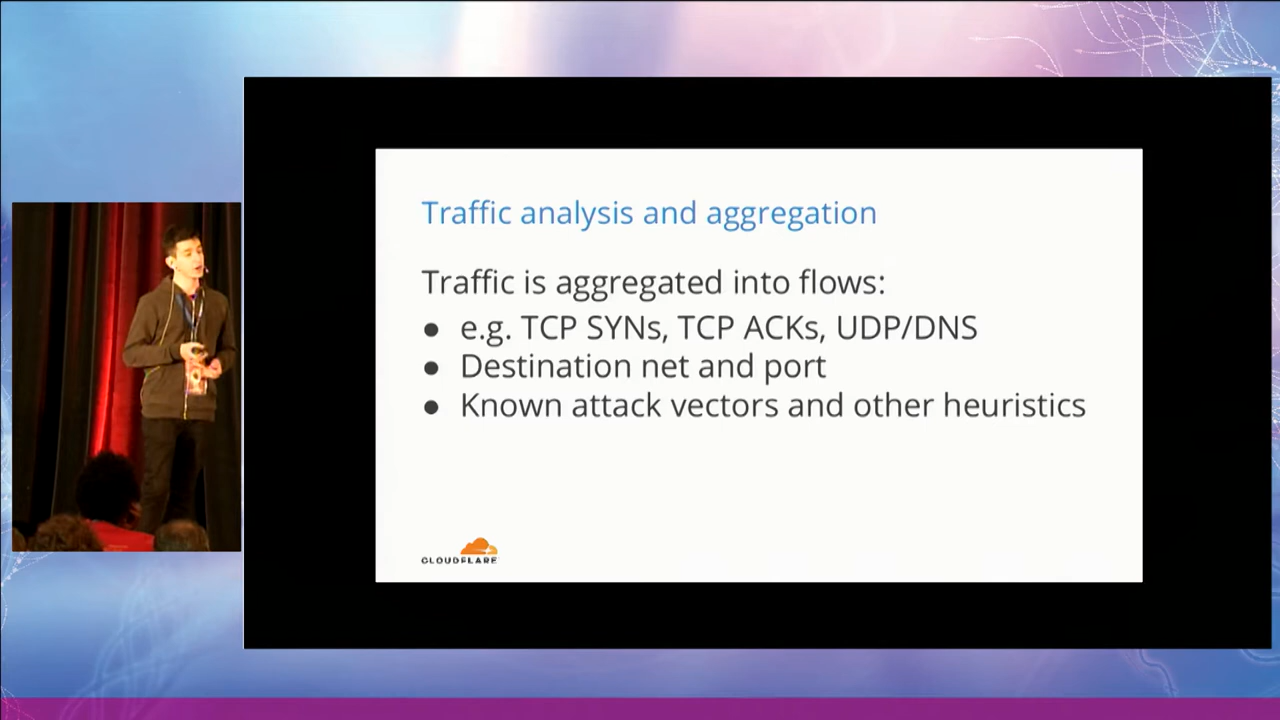 Traffic analysis and aggregation
Traffic is aggregated into flows:
● e.g. TCP SYNs, TCP ACKs, UDP/DNS
● Destination net and port
● Known attack vectors and other heuristics
CLOUDFLARE